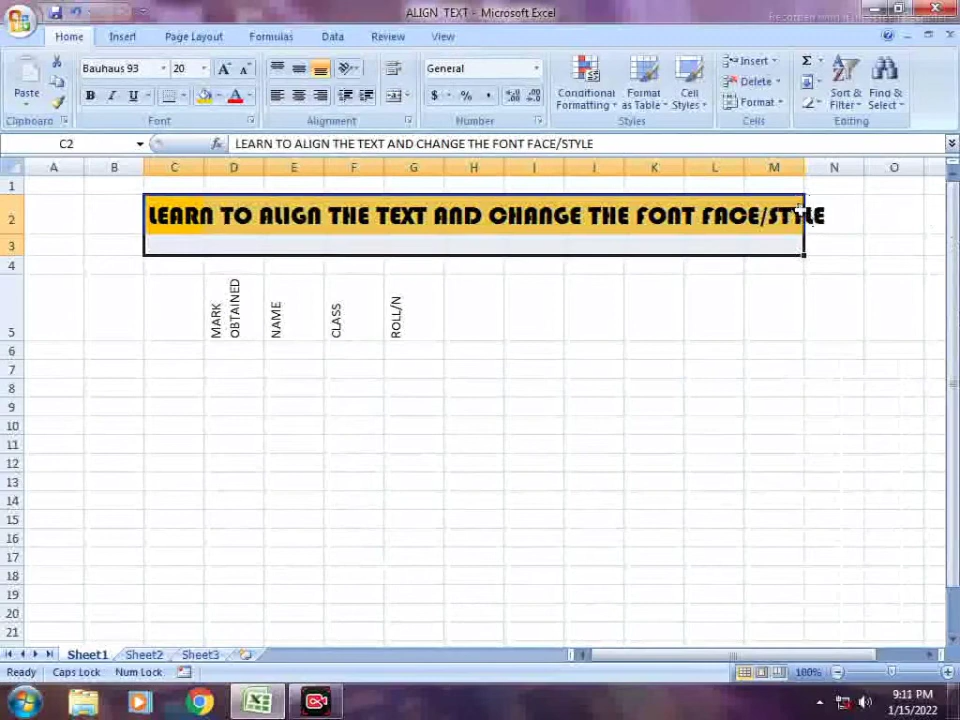 ALIGN TEXT - Microsoft Excel
Home Insert Page Layout Formulas Data Review View
Paste
Bauhaus 93 20
B I U A
General
$ % ,
Conditional Formatting
Format as Table
Cell Styles
Insert
Delete
Format
Σ
Sort & Filter
Find & Select
Clipboard Font Alignment Number Styles Cells Editing
C2 fx LEARN TO ALIGN THE TEXT AND CHANGE THE FONT FACE/STYLE
A B C D E F G H I J K L M N O
1
2 LEARN TO ALIGN THE TEXT AND CHANGE THE FONT FACE/STYLE
3
4
5 MARK OBTAINED NAME CLASS ROLL/N
6
7
8
9
10
11
12
13
14
15
16
17
18
19
20
21
Sheet1 Sheet2 Sheet3
Ready Caps Lock Num Lock 100%
9:11 PM
1/15/2022